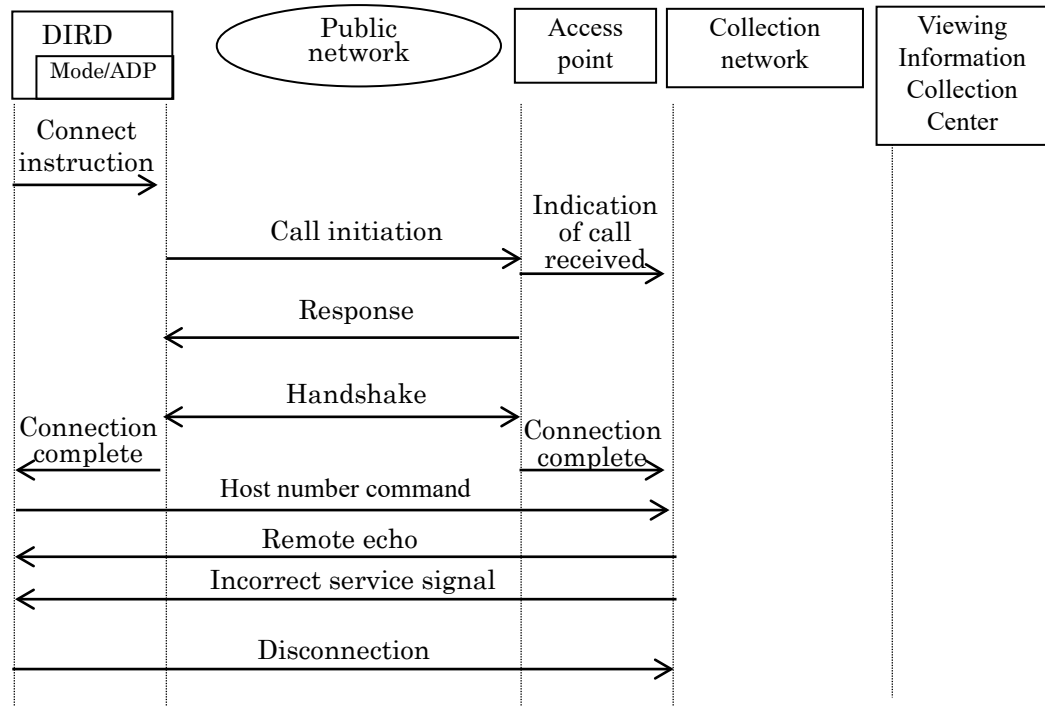 DIRD
Mode/ADP
Public
network
Access
point
Collection
network
Viewing
Information
Collection
Center
Connect
instruction
Call initiation
Indication
of call
received
Response
Handshake
Connection
complete
Connection
complete
Host number command
Remote echo
Incorrect service signal
Disconnection